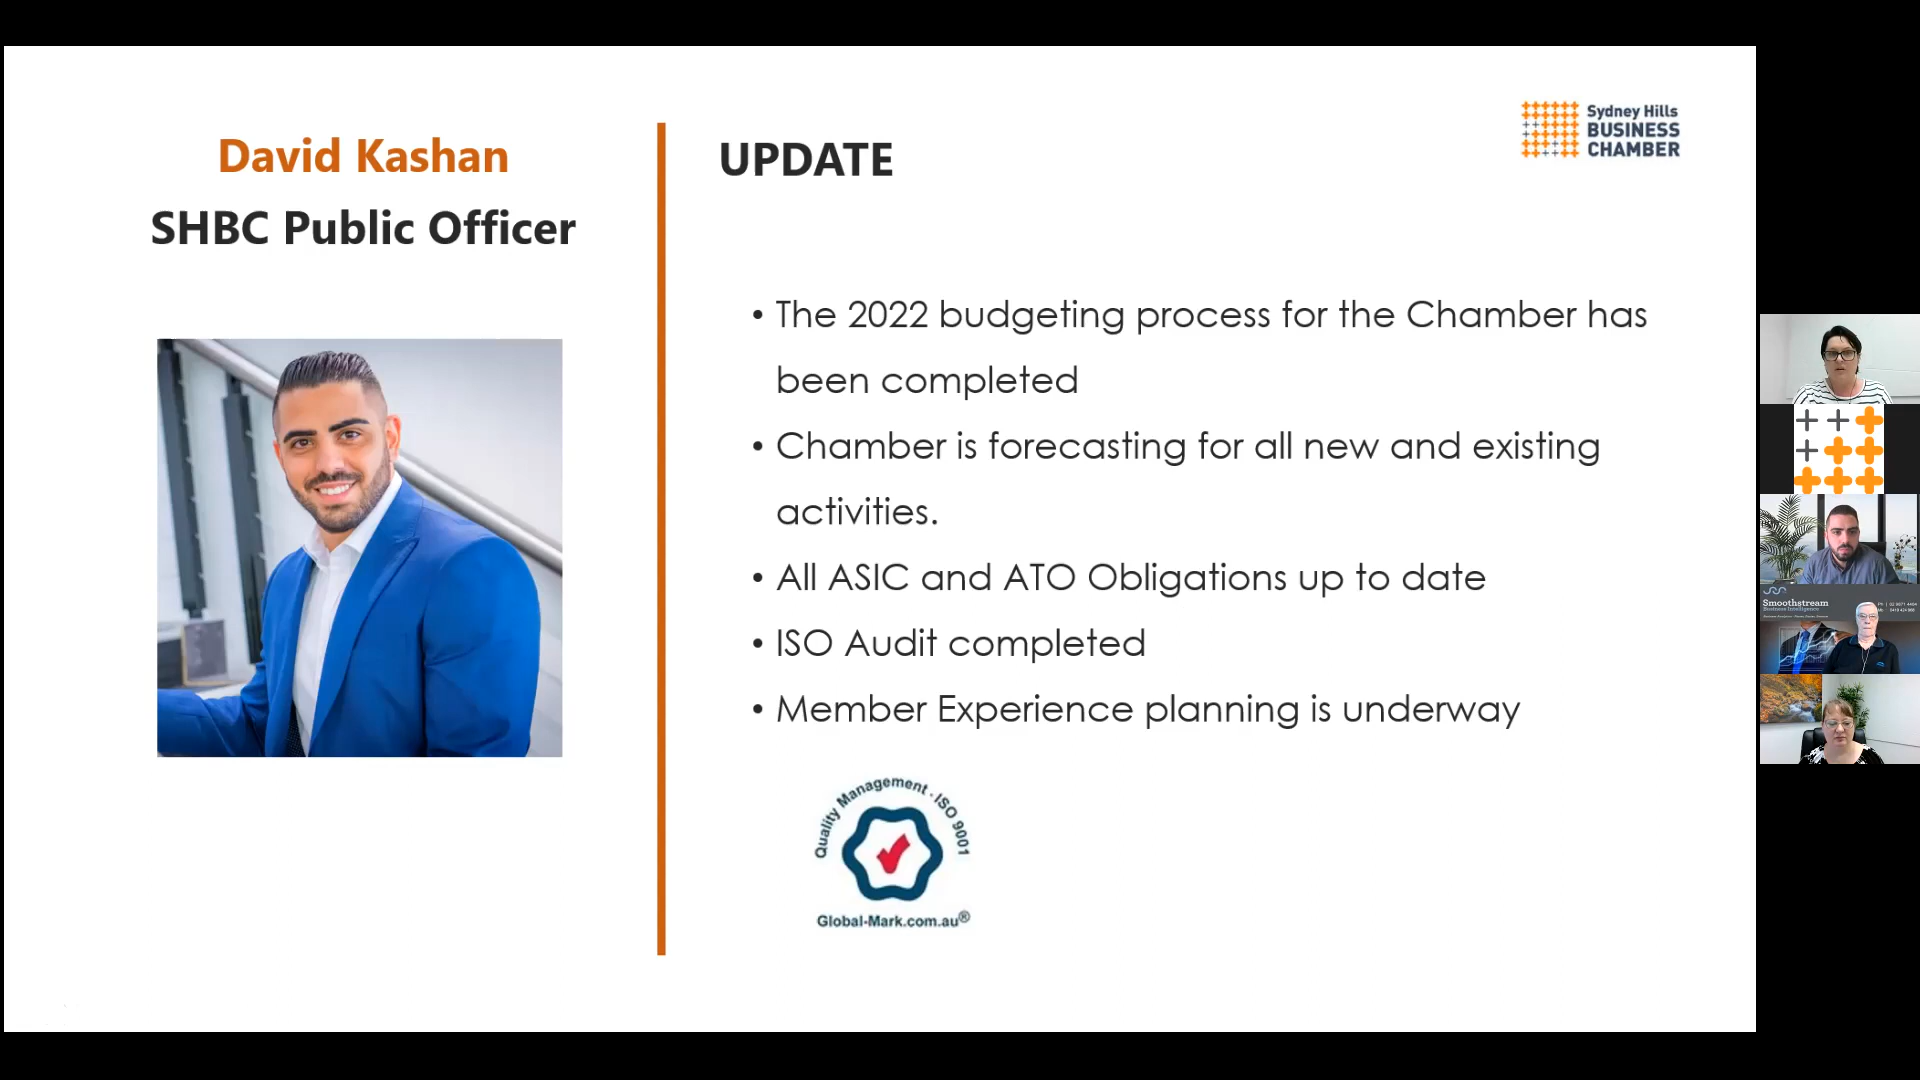 David Kashan
SHBC Public Officer
UPDATE
Sydney Hills
BUSINESS
CHAMBER
• The 2022 budgeting process for the Chamber has
been completed
• Chamber is forecasting for all new and existing
activities.
• All ASIC and ATO Obligations up to date
• ISO Audit completed
• Member Experience planning is underway
Quality Management - ISO 9001
Global-Mark.com.au®
Smoothstream
Business Intelligence